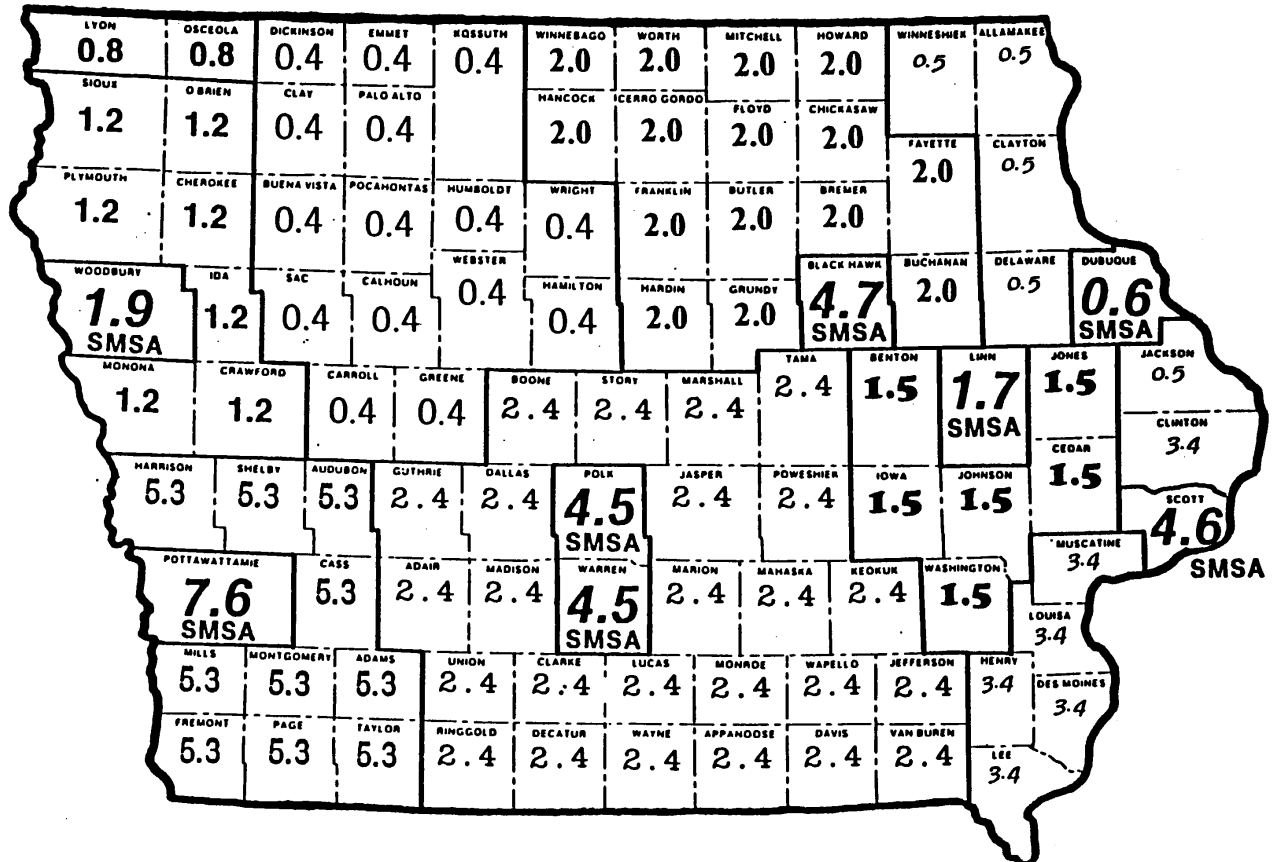 LYON OSCEOLA DICKINSON EMMET KOSSUTH WINNEBAGO WORTH MITCHELL HOWARD WINNESHIEK ALLAMAKEE
0.8 0.8 0.4 0.4 0.4 2.0 2.0 2.0 2.0 0.5 0.5
SIOUX O BRIEN CLAY PALO ALTO HANCOCK CERRO GORDO FLOYD CHICKASAW
1.2 1.2 0.4 0.4 2.0 2.0 2.0 2.0
FAYETTE CLAYTON
2.0 0.5
PLYMOUTH CHEROKEE BUENA VISTA POCAHONTAS HUMBOLDT WRIGHT FRANKLIN BUTLER BREMER
1.2 1.2 0.4 0.4 0.4 0.4 2.0 2.0 2.0
WOODBURY IDA SAC CALHOUN WEBSTER HAMILTON HARDIN GRUNDY BLACK HAWK BUCHANAN DELAWARE DUBUQUE
1.9 1.2 0.4 0.4 0.4 0.4 2.0 2.0 4.7 2.0 0.5 0.6
SMSA SMSA SMSA
MONONA CRAWFORD CARROLL GREENE BOONE STORY MARSHALL TAMA BENTON LINN JONES JACKSON
1.2 1.2 0.4 0.4 2.4 2.4 2.4 2.4 1.5 1.7 1.5 0.5
SMSA
CLINTON
3.4
CEDAR
1.5
HARRISON SHELBY AUDUBON GUTHRIE DALLAS POLK JASPER POWESHIEK IOWA JOHNSON SCOTT
5.3 5.3 5.3 2.4 2.4 4.5 2.4 2.4 1.5 1.5 4.6
SMSA SMSA
MUSCATINE
3.4
POTTAWATTAMIE CASS ADAIR MADISON WARREN MARION MAHASKA KEOKUK WASHINGTON
7.6 5.3 2.4 2.4 4.5 2.4 2.4 2.4 1.5
SMSA SMSA
LOUISA
3.4
MILLS MONTGOMERY ADAMS UNION CLARKE LUCAS MONROE WAPELLO JEFFERSON HENRY DES MOINES
5.3 5.3 5.3 2.4 2.4 2.4 2.4 2.4 2.4 3.4 3.4
FREMONT PAGE TAYLOR RINGGOLD DECATUR WAYNE APPANOOSE DAVIS VAN BUREN LEE
5.3 5.3 5.3 2.4 2.4 2.4 2.4 2.4 2.4 3.4